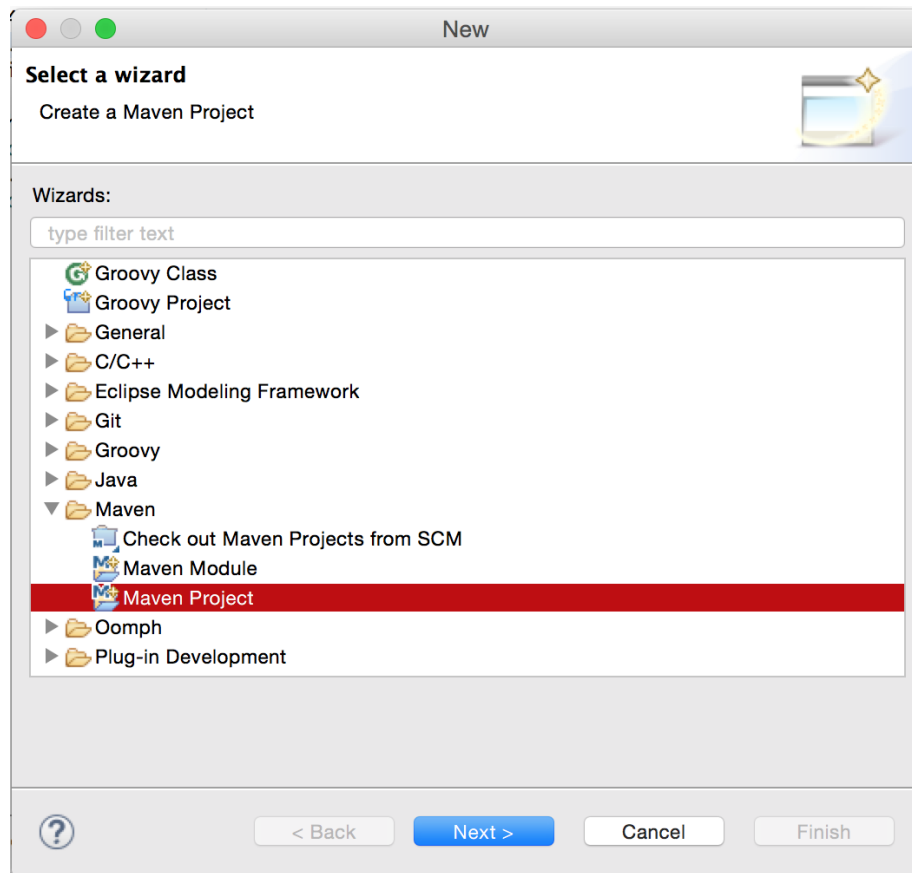 New
Select a wizard
Create a Maven Project
Wizards:
type filter text
Groovy Class
Groovy Project
General
C/C++
Eclipse Modeling Framework
Git
Groovy
Java
Maven
Check out Maven Projects from SCM
Maven Module
Maven Project
Oomph
Plug-in Development
? < Back Next > Cancel Finish